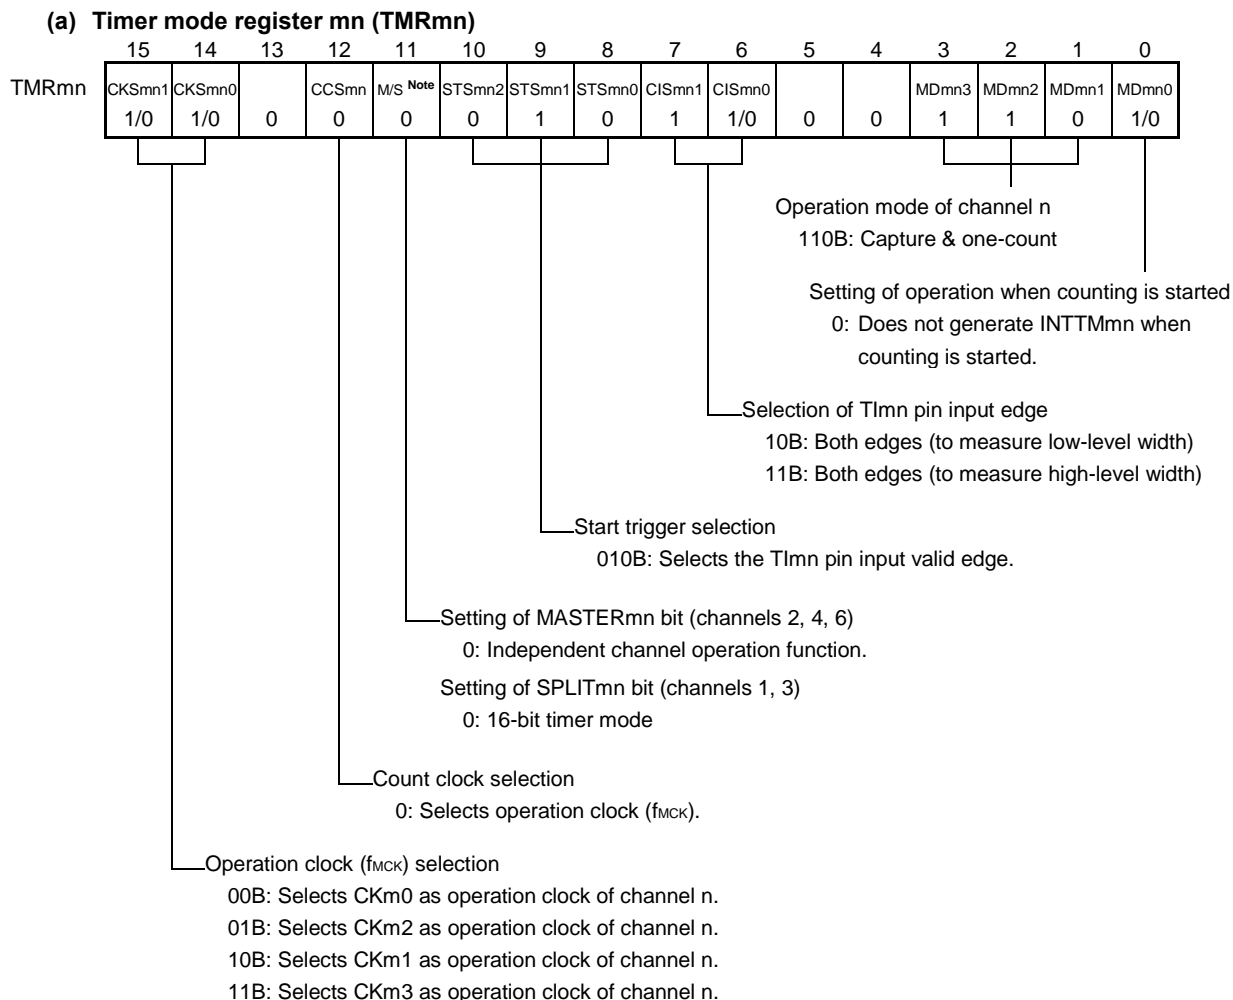 (a) Timer mode register mn (TMRmn)
15 14 13 12 11 10 9 8 7 6 5 4 3 2 1 0
TMRmn CKSmn1 CKSmn0 CCSmn M/S Note STSmn2 STSmn1 STSmn0 CISmn1 CISmn0 MDmn3 MDmn2 MDmn1 MDmn0
1/0 1/0 0 0 0 0 1 0 1 1/0 0 0 1 1 0 1/0
Operation mode of channel n
110B: Capture & one-count
Setting of operation when counting is started
0: Does not generate INTTMmn when
counting is started.
Selection of TImn pin input edge
10B: Both edges (to measure low-level width)
11B: Both edges (to measure high-level width)
Start trigger selection
010B: Selects the TImn pin input valid edge.
Setting of MASTERmn bit (channels 2, 4, 6)
0: Independent channel operation function.
Setting of SPLITmn bit (channels 1, 3)
0: 16-bit timer mode
Count clock selection
0: Selects operation clock (fMCK).
Operation clock (fMCK) selection
00B: Selects CKm0 as operation clock of channel n.
01B: Selects CKm2 as operation clock of channel n.
10B: Selects CKm1 as operation clock of channel n.
11B: Selects CKm3 as operation clock of channel n.